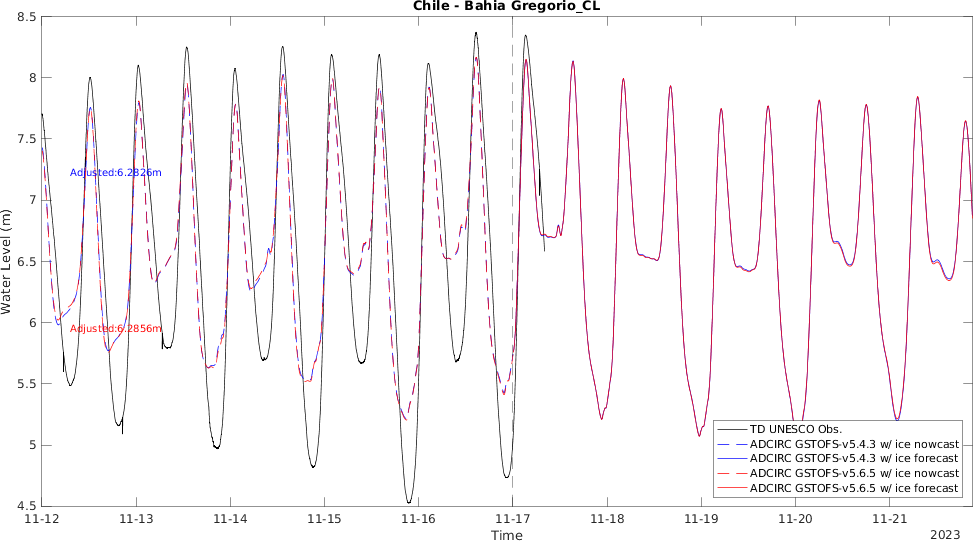 Chile - Bahia Gregorio_CL
8.5
8
7.5
7
6.5
6
5.5
5
4.5
Water Level (m)
Adjusted:6.2826m
Adjusted:6.2856m
TD UNESCO Obs.
ADCIRC GSTOFS-v5.4.3 w/ ice nowcast
ADCIRC GSTOFS-v5.4.3 w/ ice forecast
ADCIRC GSTOFS-v5.6.5 w/ ice nowcast
ADCIRC GSTOFS-v5.6.5 w/ ice forecast
11-12 11-13 11-14 11-15 11-16 11-17 11-18 11-19 11-20 11-21
Time
2023